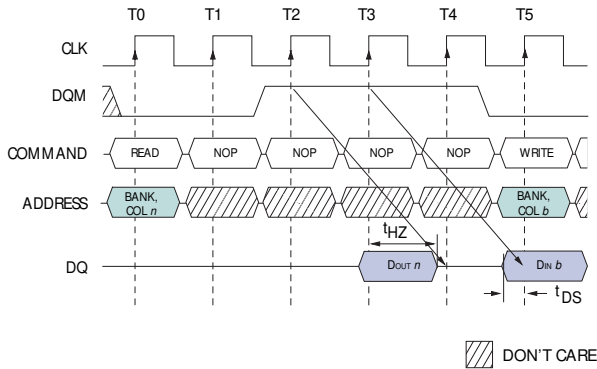 T0 T1 T2 T3 T4 T5
CLK
DQM
COMMAND READ NOP NOP NOP NOP WRITE
ADDRESS BANK, COL n BANK, COL b
tHZ
DQ DOUT n DIN b
tDS
DON'T CARE